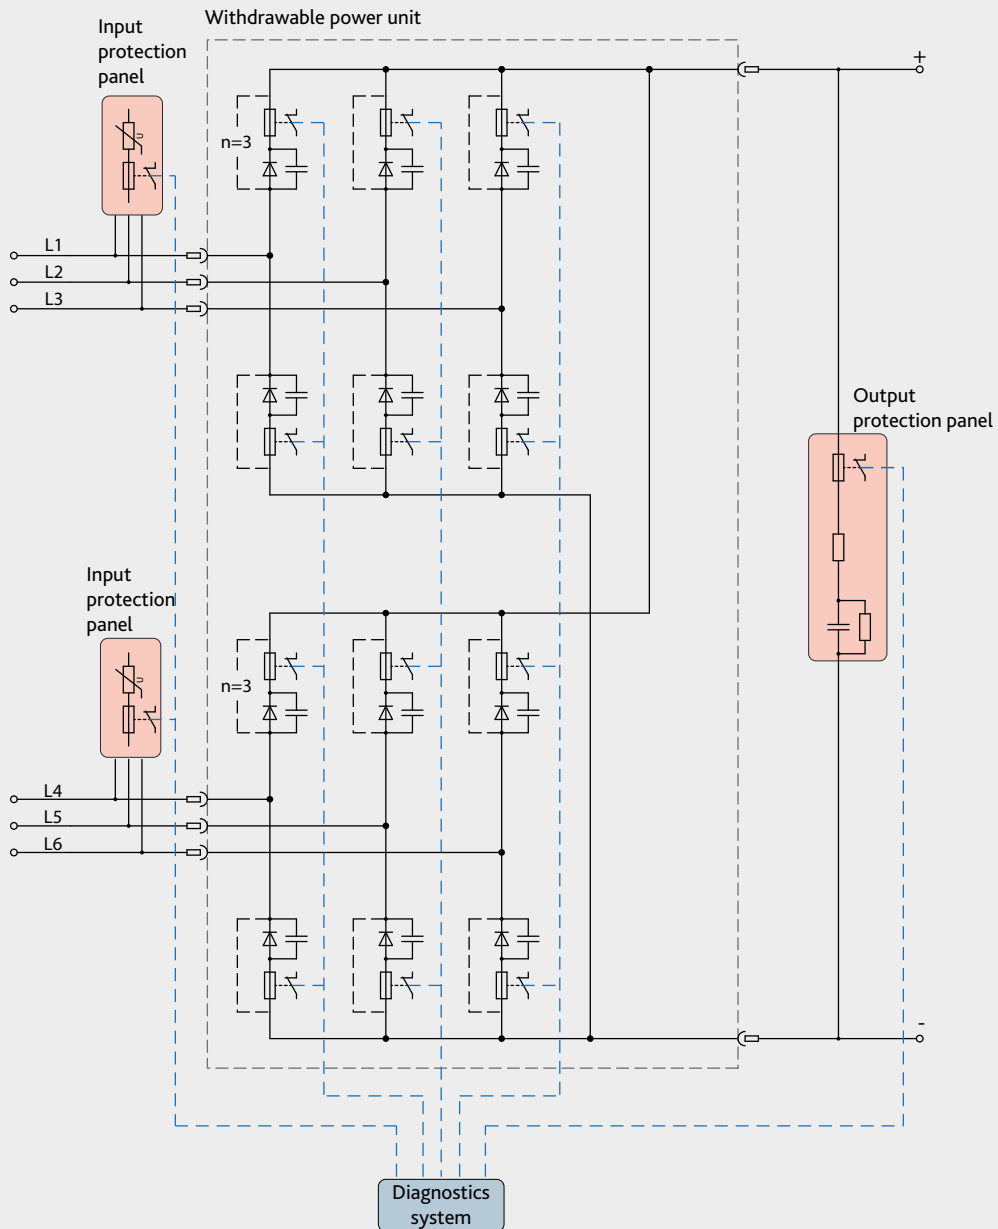 Withdrawable power unit
Input
protection
panel
+
n=3
L1
L2
L3
Output
protection panel
Input
protection
panel
n=3
L4
L5
L6
-
Diagnostics
system